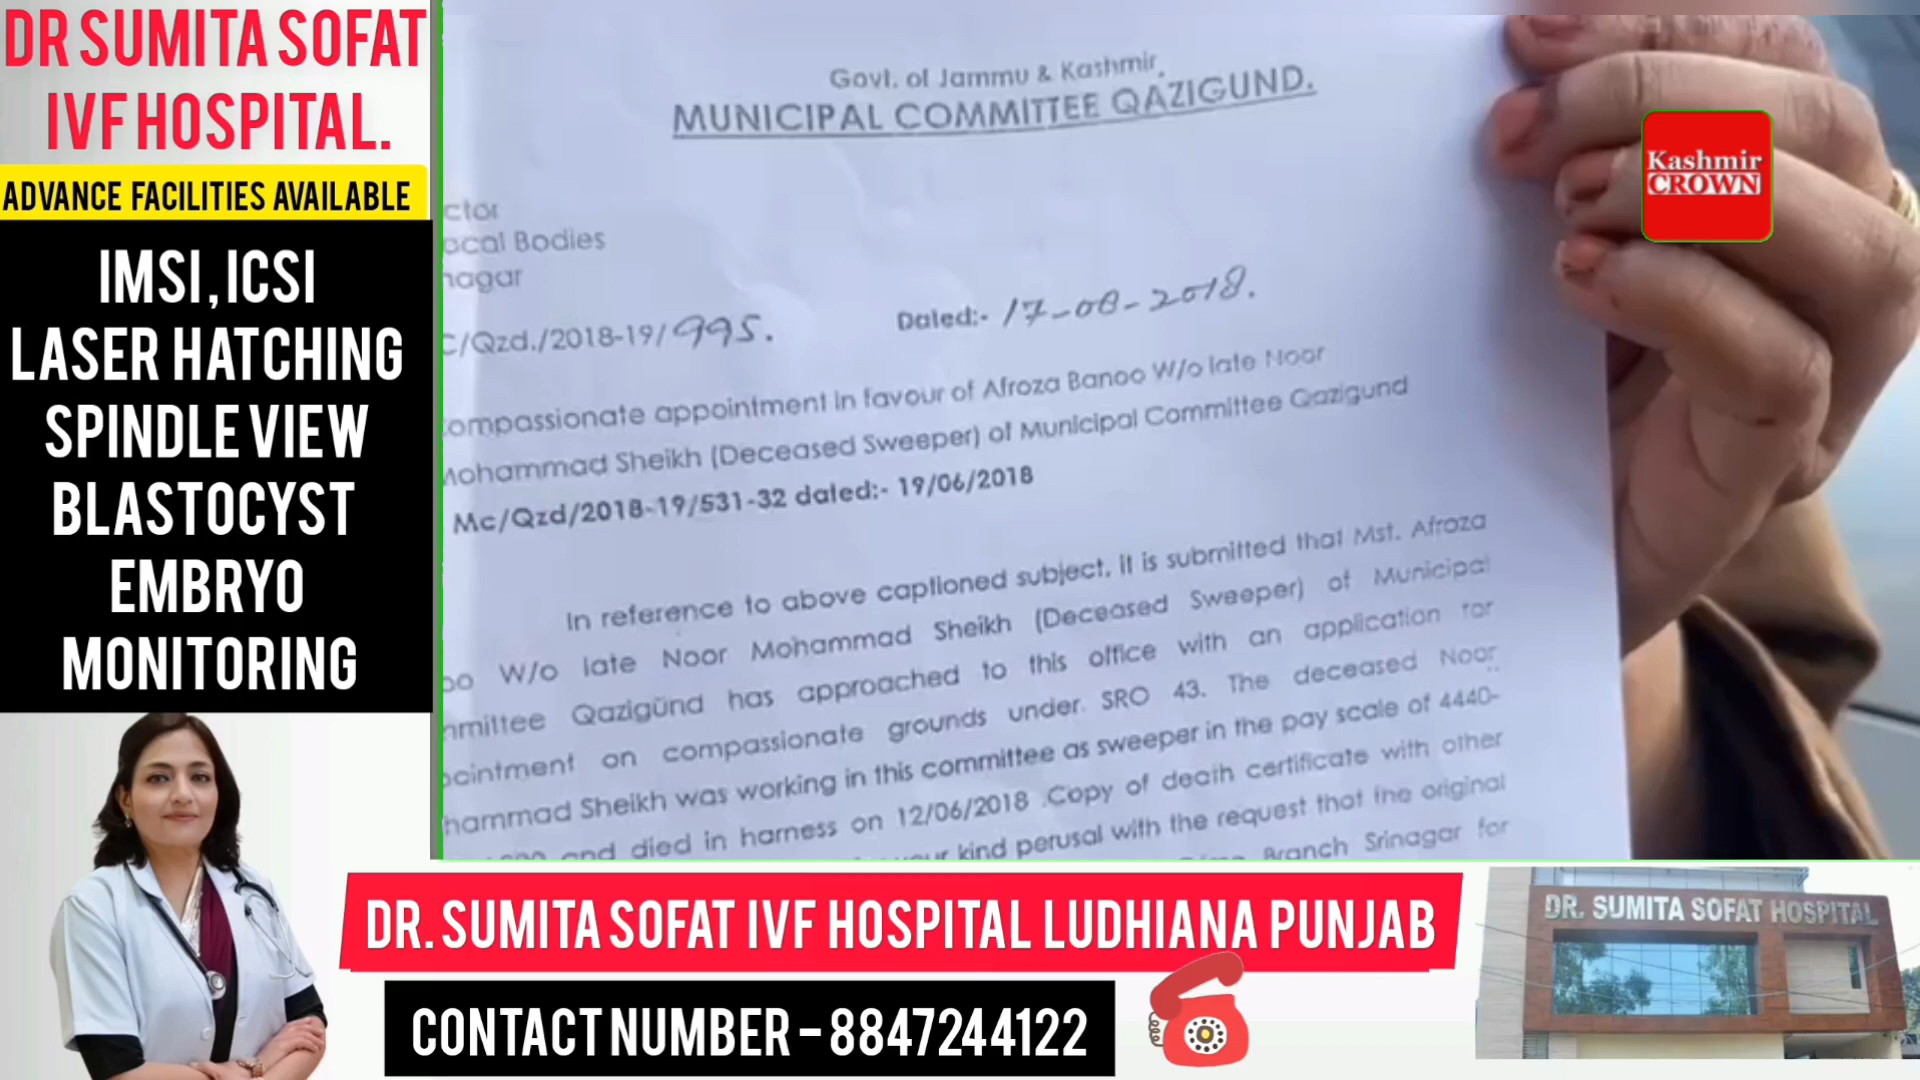 DR SUMITA SOFAT
IVF HOSPITAL.
ADVANCE FACILITIES AVAILABLE
IMSI, ICSI
LASER HATCHING
SPINDLE VIEW
BLASTOCYST
EMBRYO
MONITORING
Govt. of Jammu & Kashmir
MUNICIPAL COMMITTEE QAZIGUND.
ctor
ocal Bodies
nagar
C/Qzd./2018-19/995.
Dated:- 17-08-2018.
ompassionate appointment in favour of Afroza Banoo W/o late Noor
Mohammad Sheikh (Deceased Sweeper) of Municipal Committee Qazigund
Mc/Qzd/2018-19/531-32 dated:- 19/06/2018
In reference to above captioned subject, it is submitted that Mst. Afroza
oo W/o late Noor Mohammad Sheikh (Deceased Sweeper) of Municipal
mmittee Qazigund has approached to this office with an application for
pointment on compassionate grounds under SRO 43. The deceased Noor
hammad Sheikh was working in this committee as sweeper in the pay scale of 4440-
and died in harness on 12/06/2018 .Copy of death certificate with other
your kind perusal with the request that the original
Branch Srinagar for
Kashmir
CROWN
DR. SUMITA SOFAT IVF HOSPITAL LUDHIANA PUNJAB
CONTACT NUMBER - 8847244122
DR. SUMITA SOFAT HOSPITAL